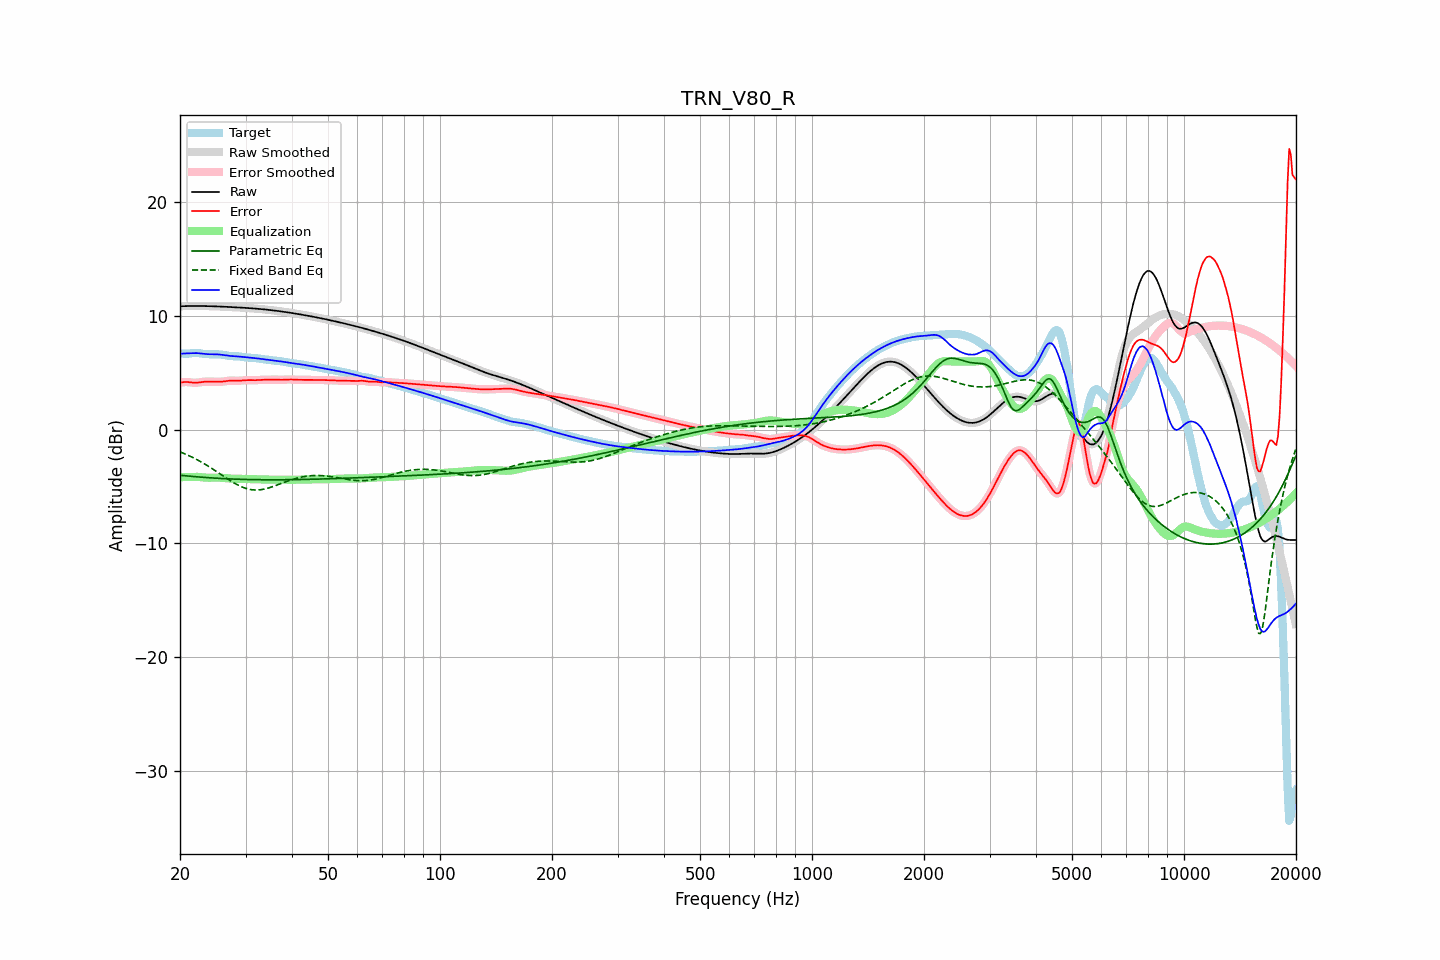 TRN_V80_R
Target
Raw Smoothed
Error Smoothed
Raw
Error
Equalization
Parametric Eq
Fixed Band Eq
Equalized
Amplitude (dBr)
20
10
0
−10
−20
−30
20 50 100 200 500 1000 2000 5000 10000 20000
Frequency (Hz)